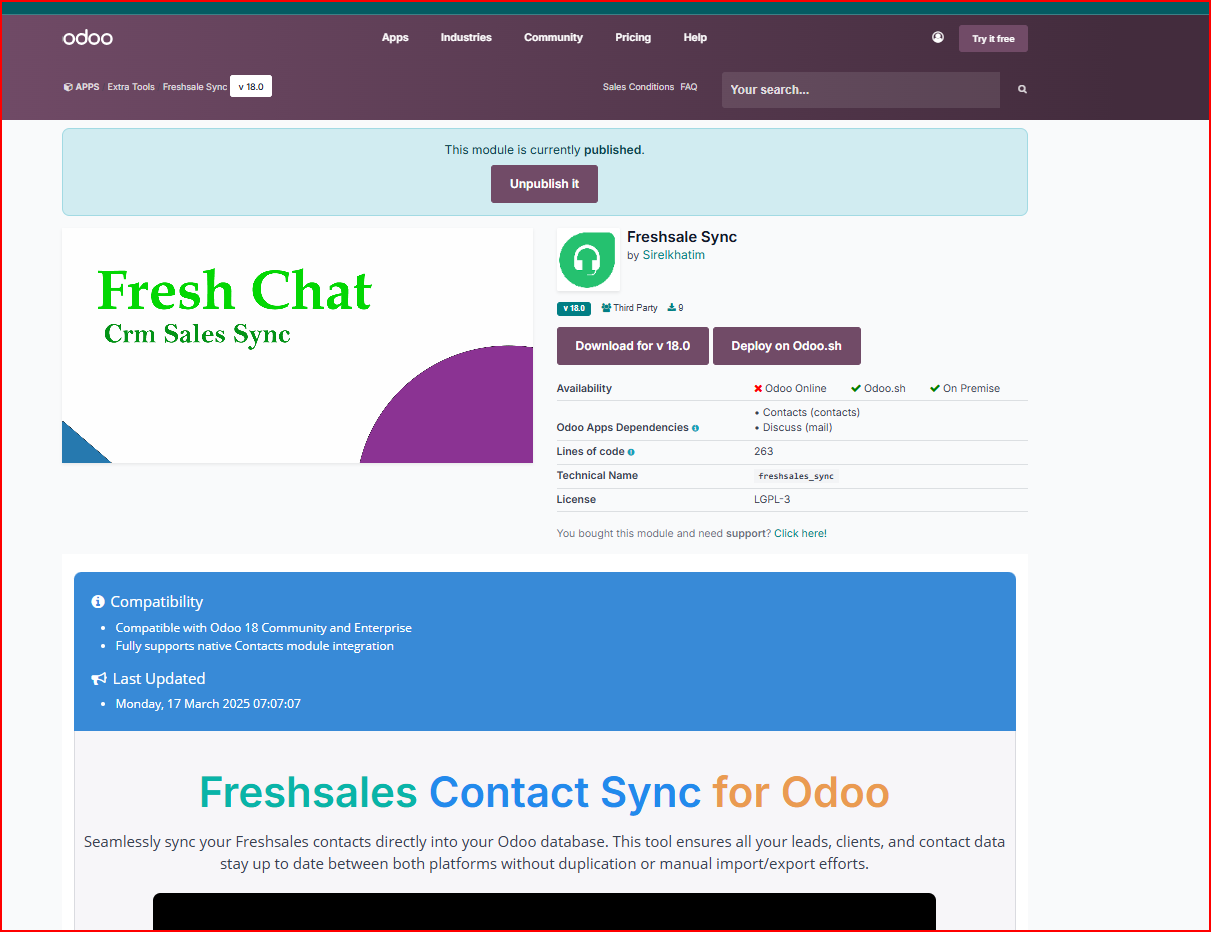 odoo
Apps Industries Community Pricing Help Try it free
APPS Extra Tools Freshsale Sync v 18.0 Sales Conditions FAQ Your search...
This module is currently published.
Unpublish it
Fresh Chat
Crm Sales Sync
Freshsale Sync
by Sirelkhatim
v 18.0 Third Party 9
Download for v 18.0 Deploy on Odoo.sh
Availability Odoo Online Odoo.sh On Premise
• Contacts (contacts)
Odoo Apps Dependencies • Discuss (mail)
Lines of code 263
Technical Name freshsales_sync
License LGPL-3
You bought this module and need support? Click here!
Compatibility
• Compatible with Odoo 18 Community and Enterprise
• Fully supports native Contacts module integration
Last Updated
• Monday, 17 March 2025 07:07:07
Freshsales Contact Sync for Odoo
Seamlessly sync your Freshsales contacts directly into your Odoo database. This tool ensures all your leads, clients, and contact data
stay up to date between both platforms without duplication or manual import/export efforts.